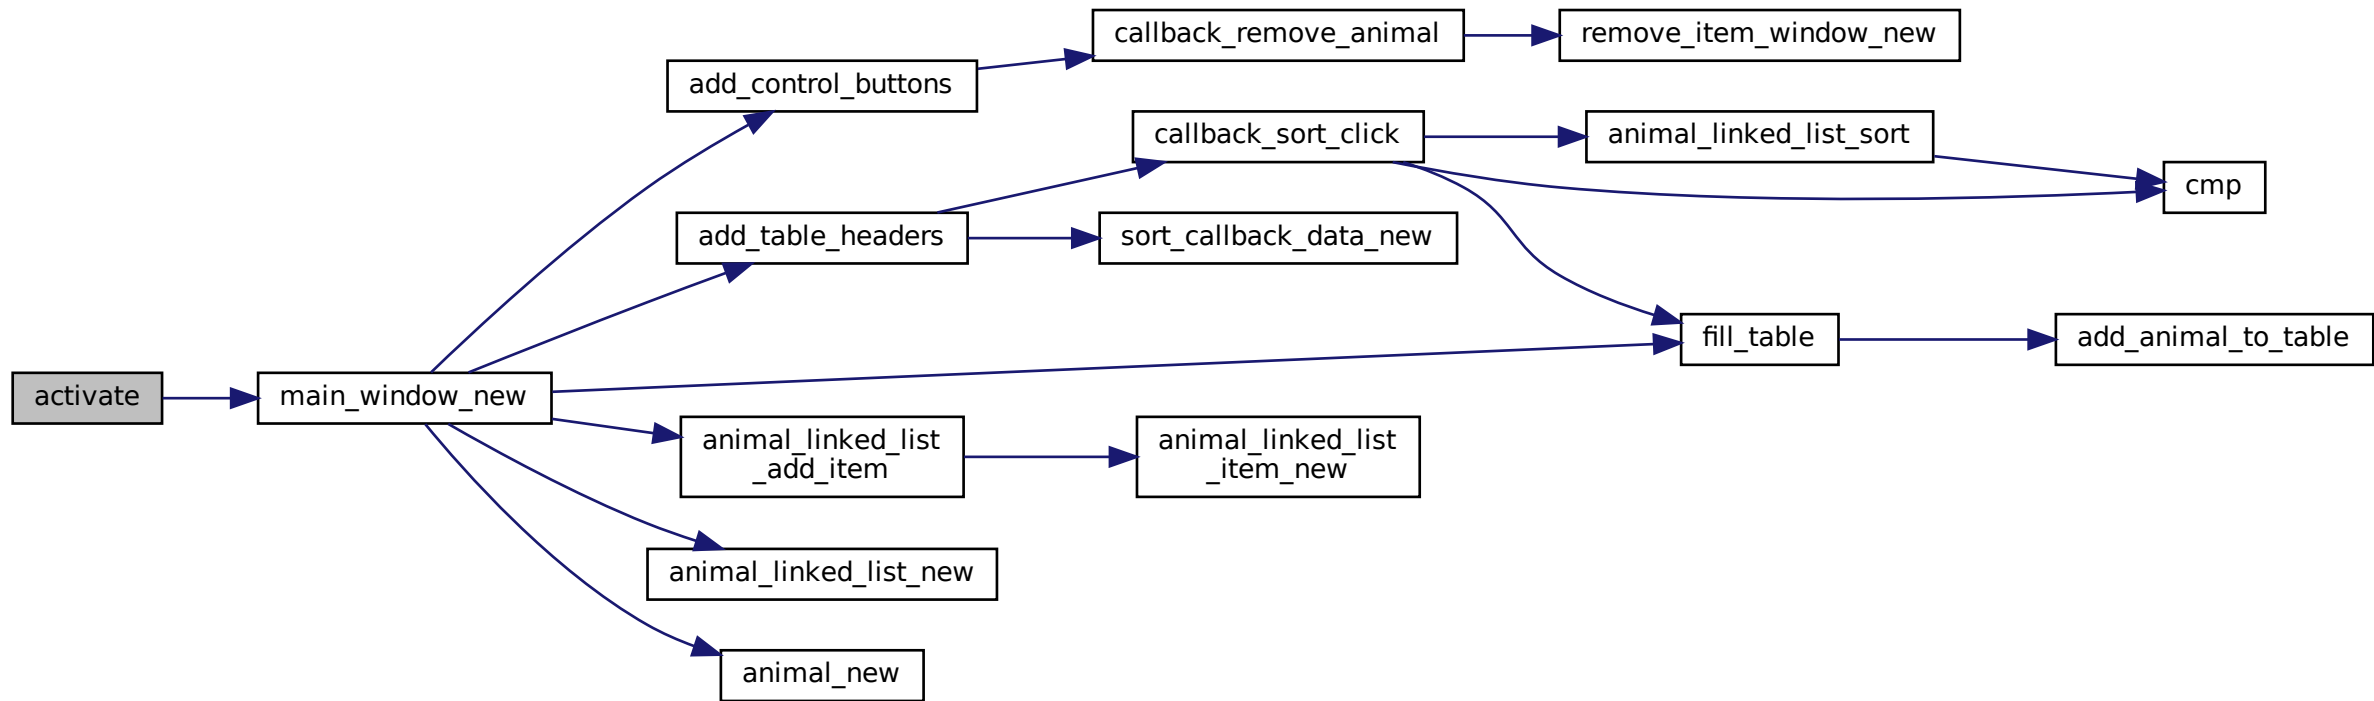 callback_remove_animal
remove_item_window_new
add_control_buttons
callback_sort_click
animal_linked_list_sort
cmp
add_table_headers
sort_callback_data_new
fill_table
add_animal_to_table
activate
main_window_new
animal_linked_list
_add_item
animal_linked_list
_item_new
animal_linked_list_new
animal_new